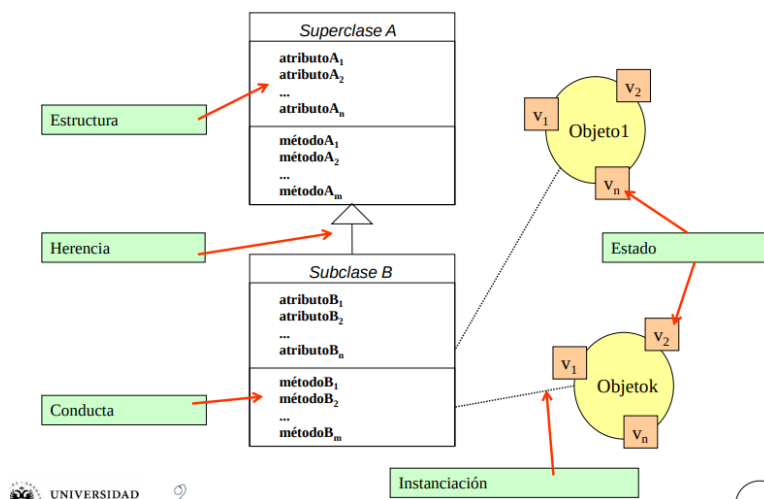 Superclase A
atributoA₁
atributoA₂
...
atributoAₙ
métodoA₁
métodoA₂
...
métodoAₘ
Estructura
Herencia
Subclase B
atributoB₁
atributoB₂
...
atributoBₙ
métodoB₁
métodoB₂
...
métodoBₘ
Conducta
v₁
v₂
Objeto1
vₙ
Estado
v₁
v₂
Objetok
vₙ
Instanciación
UNIVERSIDAD